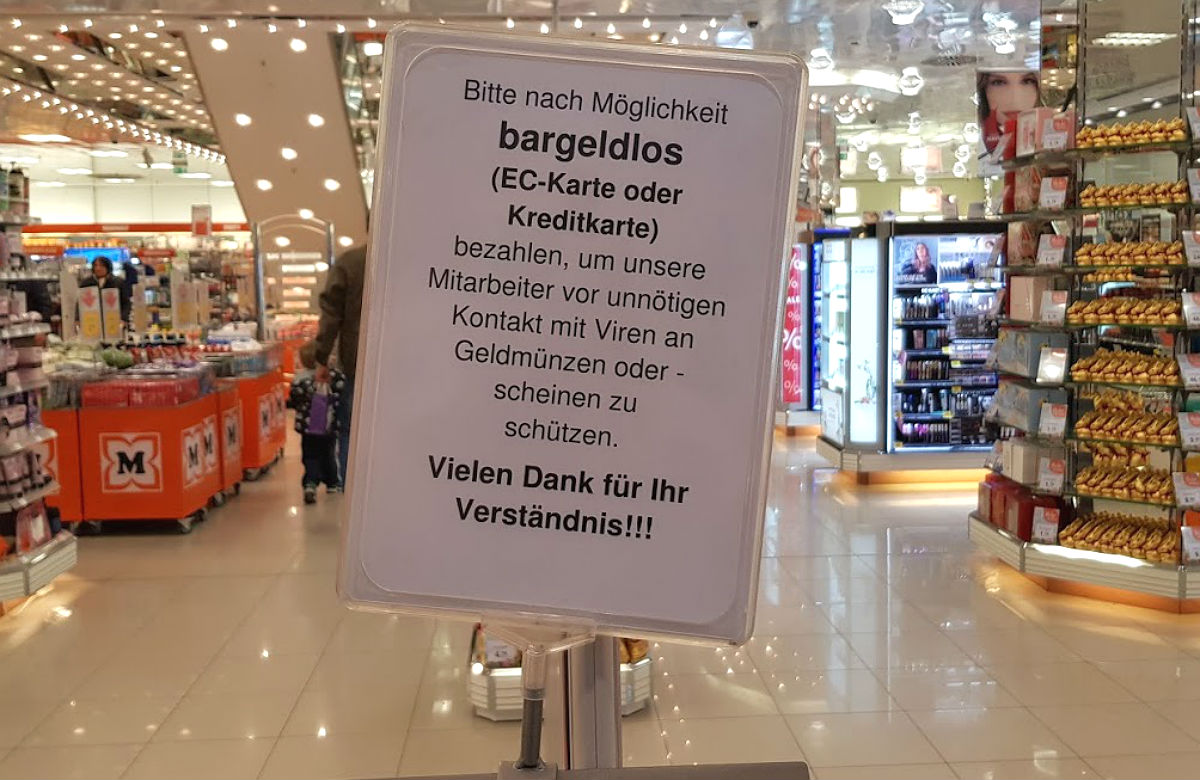 Bitte nach Möglichkeit
bargeldlos
(EC-Karte oder
Kreditkarte)
bezahlen, um unsere
Mitarbeiter vor unnötigen
Kontakt mit Viren an
Geldmünzen oder -
scheinen zu
schützen.
Vielen Dank für Ihr
Verständnis!!!
M
M
M